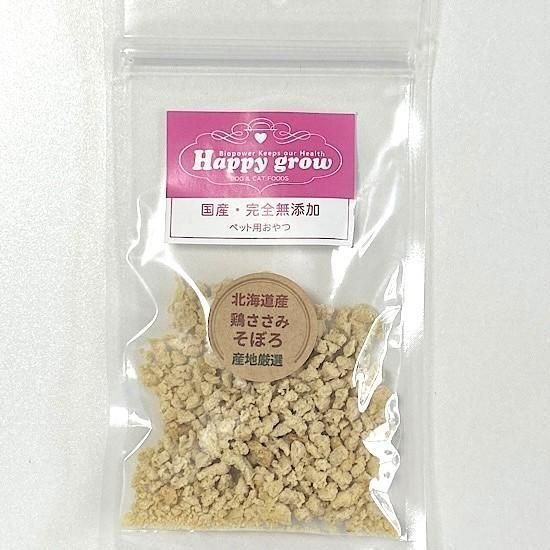 Biopower Keeps our Health
Happy grow
DOG & CAT FOODS
国産・完全無添加
ペット用おやつ
北海道産
鶏ささみ
そぼろ
産地厳選